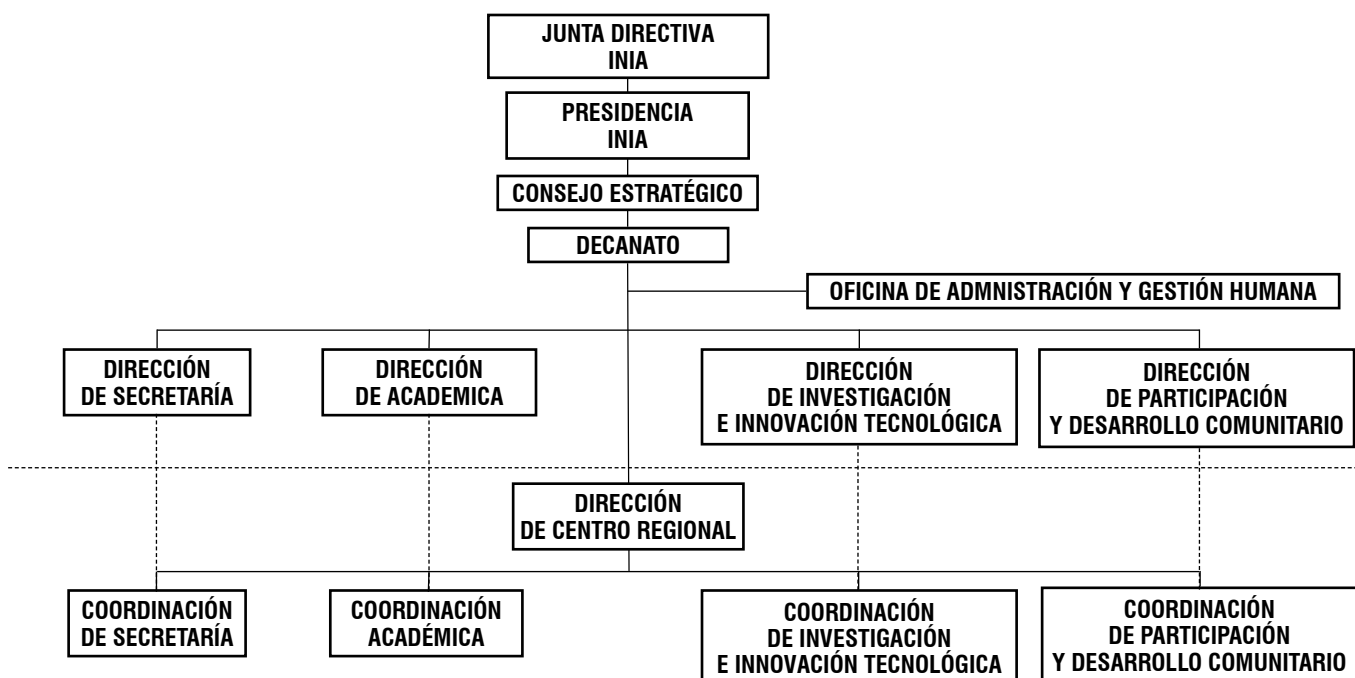 JUNTA DIRECTIVA
INIA
PRESIDENCIA
INIA
CONSEJO ESTRATÉGICO
DECANATO
OFICINA DE ADMNISTRACIÓN Y GESTIÓN HUMANA
DIRECCIÓN
DE SECRETARÍA
DIRECCIÓN
DE ACADEMICA
DIRECCIÓN
DE INVESTIGACIÓN
E INNOVACIÓN TECNOLÓGICA
DIRECCIÓN
DE PARTICIPACIÓN
Y DESARROLLO COMUNITARIO
DIRECCIÓN
DE CENTRO REGIONAL
COORDINACIÓN
DE SECRETARÍA
COORDINACIÓN
ACADÉMICA
COORDINACIÓN
DE INVESTIGACIÓN
E INNOVACIÓN TECNOLÓGICA
COORDINACIÓN
DE PARTICIPACIÓN
Y DESARROLLO COMUNITARIO